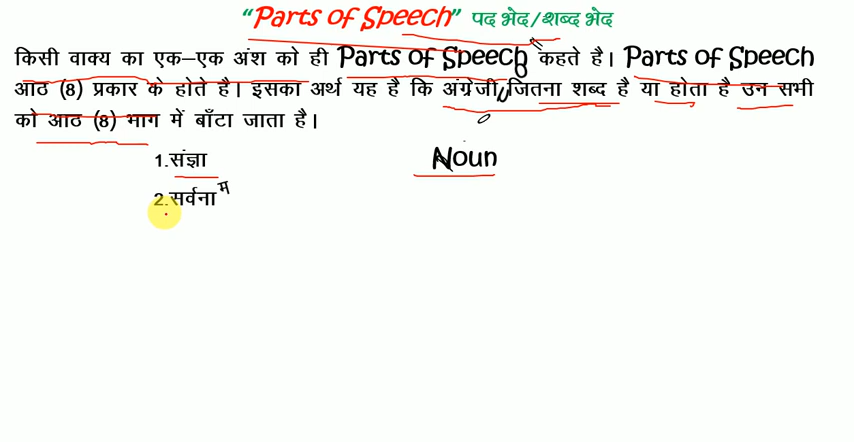 “Parts of Speech” पद भेद/शब्द भेद
किसी वाक्य का एक–एक अंश को ही Parts of Speech कहते है। Parts of Speech
आठ (8) प्रकार के होते है। इसका अर्थ यह है कि अंग्रेजी जितना शब्द है या होता है उन सभी
को आठ (8) भाग में बाँटा जाता है।
1.संज्ञा Noun
2.सर्वनाम